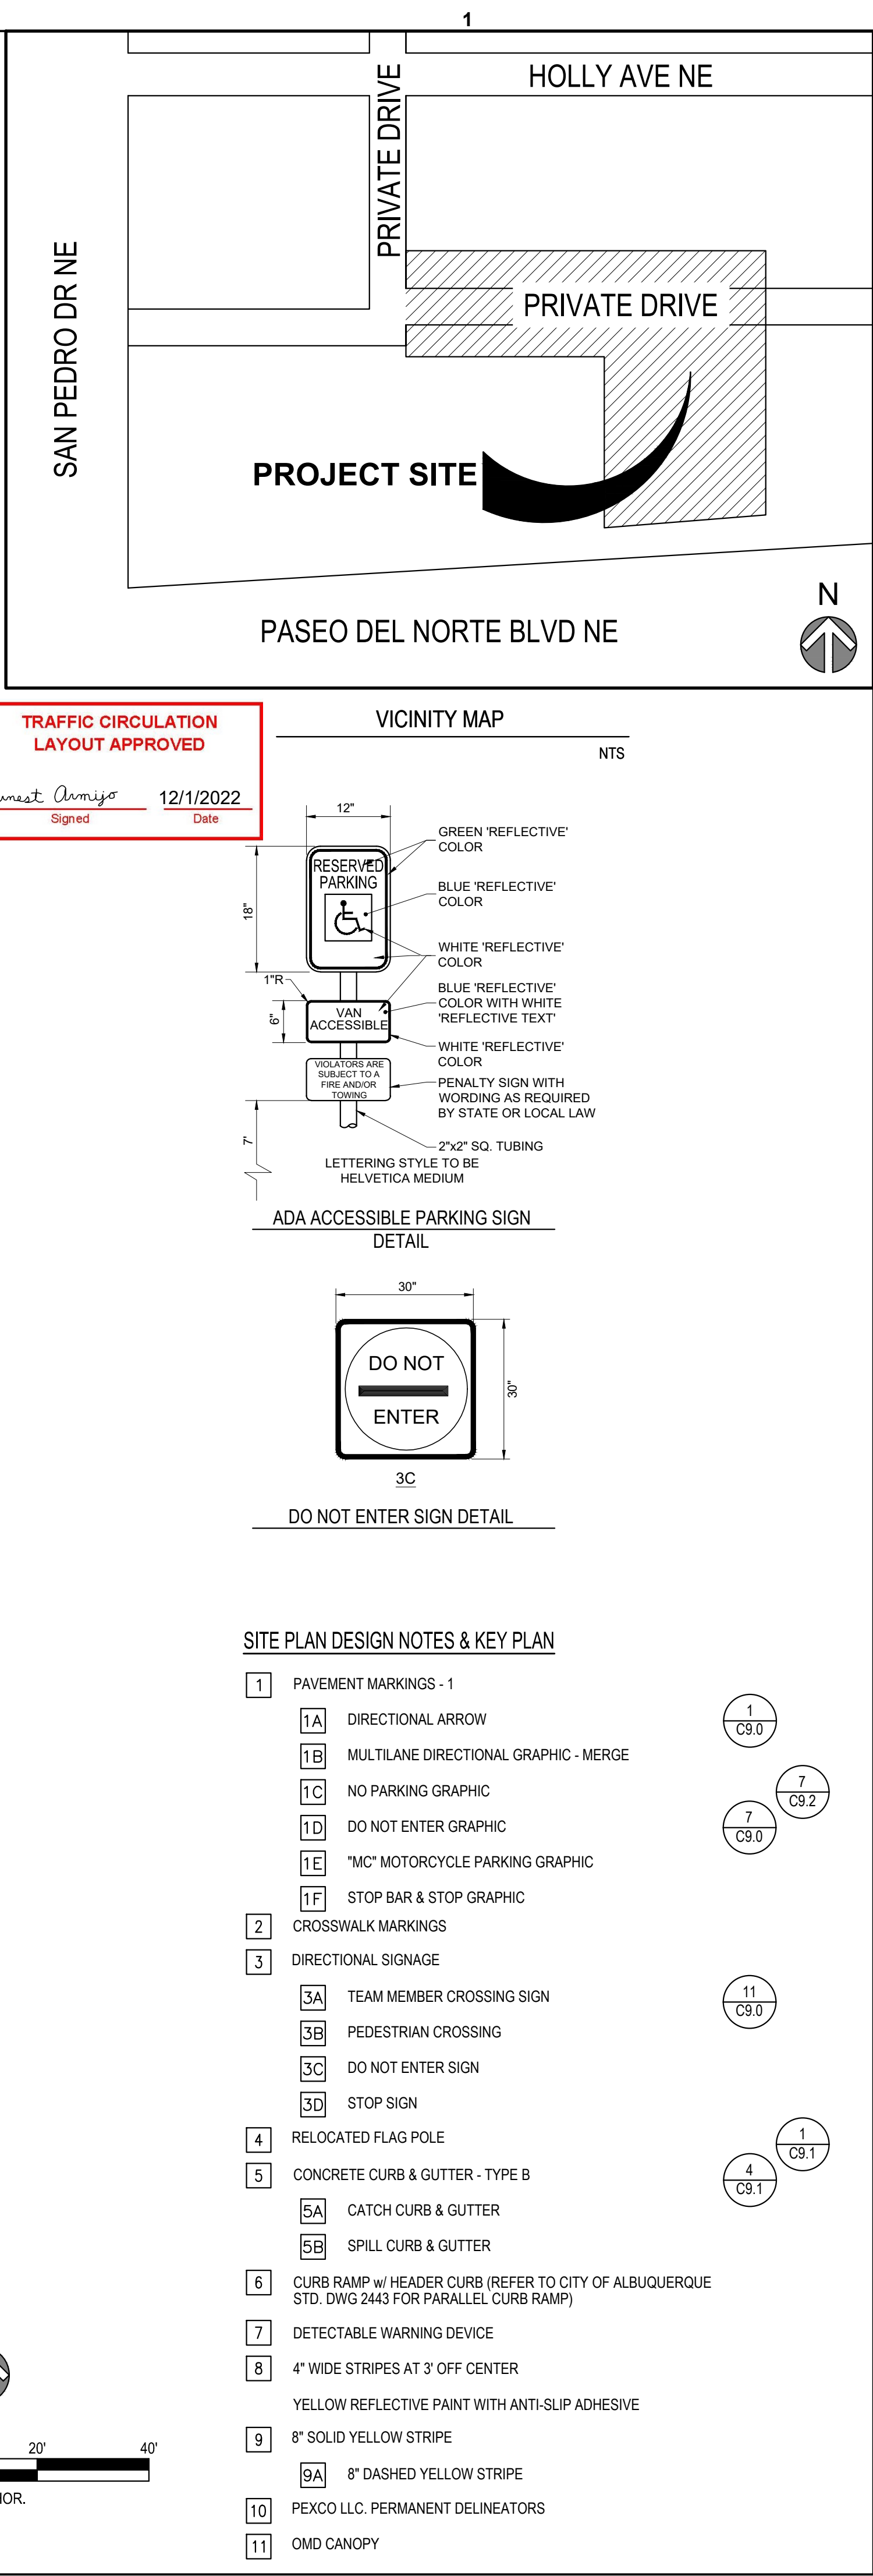 1
HOLLY AVE NE
PRIVATE DRIVE
SAN PEDRO DR NE
PRIVATE DRIVE
PROJECT SITE
N
PASEO DEL NORTE BLVD NE
TRAFFIC CIRCULATION
LAYOUT APPROVED
Armijo
12/1/2022
Signed
Date
VICINITY MAP
NTS
12"
18"
RESERVED
PARKING
GREEN 'REFLECTIVE'
COLOR
BLUE 'REFLECTIVE'
COLOR
WHITE 'REFLECTIVE'
COLOR
1"R
6"
VAN
ACCESSIBLE
BLUE 'REFLECTIVE'
COLOR WITH WHITE
'REFLECTIVE TEXT'
WHITE 'REFLECTIVE'
COLOR
VIOLATORS ARE
SUBJECT TO A
FIRE AND/OR
TOWING
PENALTY SIGN WITH
WORDING AS REQUIRED
BY STATE OR LOCAL LAW
7'
2"x2" SQ. TUBING
LETTERING STYLE TO BE
HELVETICA MEDIUM
ADA ACCESSIBLE PARKING SIGN
DETAIL
30"
30"
DO NOT
ENTER
3C
DO NOT ENTER SIGN DETAIL
SITE PLAN DESIGN NOTES & KEY PLAN
1 PAVEMENT MARKINGS - 1
1A DIRECTIONAL ARROW 1 C9.0
1B MULTILANE DIRECTIONAL GRAPHIC - MERGE
1C NO PARKING GRAPHIC 7 C9.2
1D DO NOT ENTER GRAPHIC 7 C9.0
1E "MC" MOTORCYCLE PARKING GRAPHIC
1F STOP BAR & STOP GRAPHIC
2 CROSSWALK MARKINGS
3 DIRECTIONAL SIGNAGE
3A TEAM MEMBER CROSSING SIGN 11 C9.0
3B PEDESTRIAN CROSSING
3C DO NOT ENTER SIGN
3D STOP SIGN
4 RELOCATED FLAG POLE 1 C9.1
5 CONCRETE CURB & GUTTER - TYPE B 4 C9.1
5A CATCH CURB & GUTTER
5B SPILL CURB & GUTTER
6 CURB RAMP w/ HEADER CURB (REFER TO CITY OF ALBUQUERQUE
STD. DWG 2443 FOR PARALLEL CURB RAMP)
7 DETECTABLE WARNING DEVICE
8 4" WIDE STRIPES AT 3' OFF CENTER
YELLOW REFLECTIVE PAINT WITH ANTI-SLIP ADHESIVE
9 8" SOLID YELLOW STRIPE
9A 8" DASHED YELLOW STRIPE
10 PEXCO LLC. PERMANENT DELINEATORS
11 OMD CANOPY
20' 40'